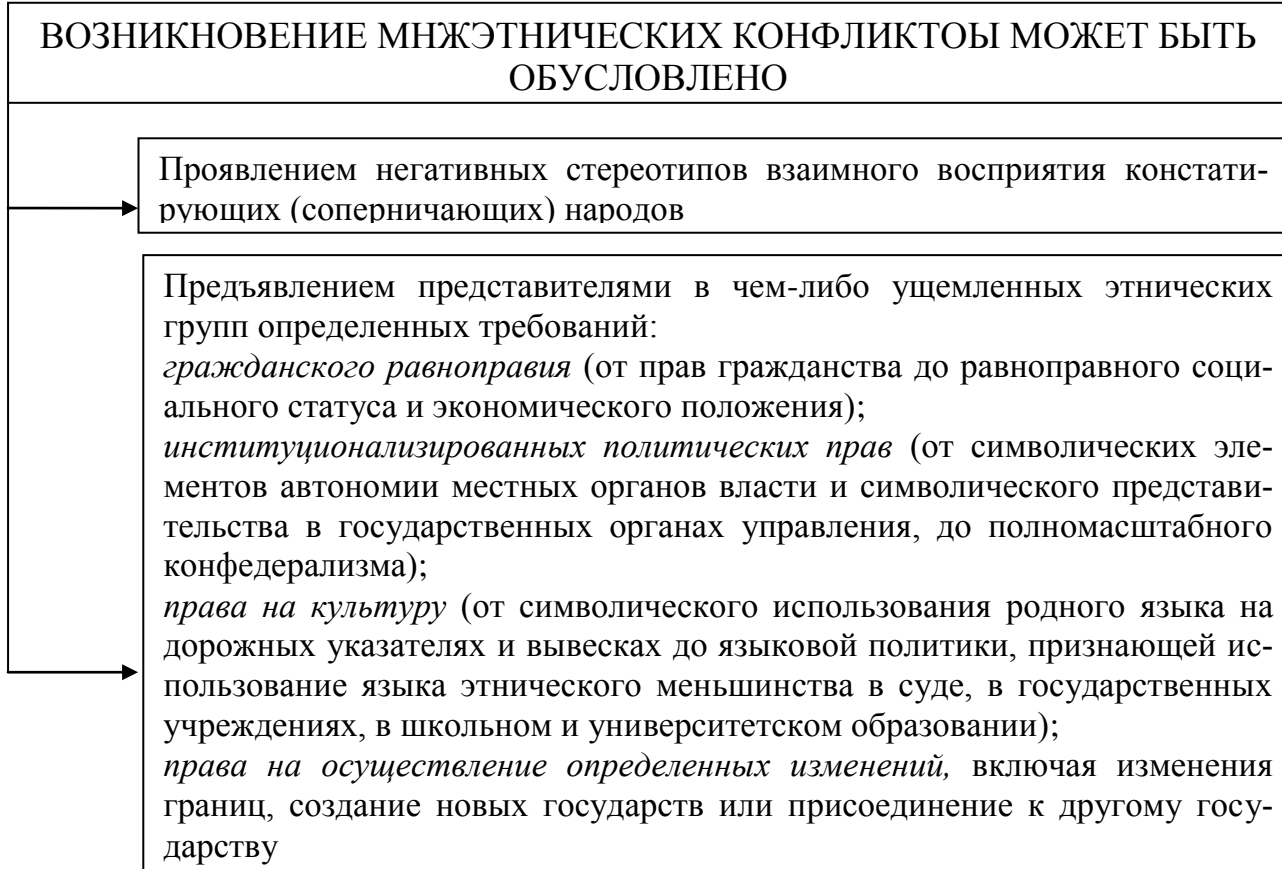 ВОЗНИКНОВЕНИЕ МНЖЭТНИЧЕСКИХ КОНФЛИКТОЫ МОЖЕТ БЫТЬ
ОБУСЛОВЛЕНО
Проявлением негативных стереотипов взаимного восприятия констати-
рующих (соперничающих) народов
Предъявлением представителями в чем-либо ущемленных этнических
групп определенных требований:
гражданского равноправия (от прав гражданства до равноправного соци-
ального статуса и экономического положения);
институционализированных политических прав (от символических эле-
ментов автономии местных органов власти и символического представи-
тельства в государственных органах управления, до полномасштабного
конфедерализма);
права на культуру (от символического использования родного языка на
дорожных указателях и вывесках до языковой политики, признающей ис-
пользование языка этнического меньшинства в суде, в государственных
учреждениях, в школьном и университетском образовании);
права на осуществление определенных изменений, включая изменения
границ, создание новых государств или присоединение к другому госу-
дарству